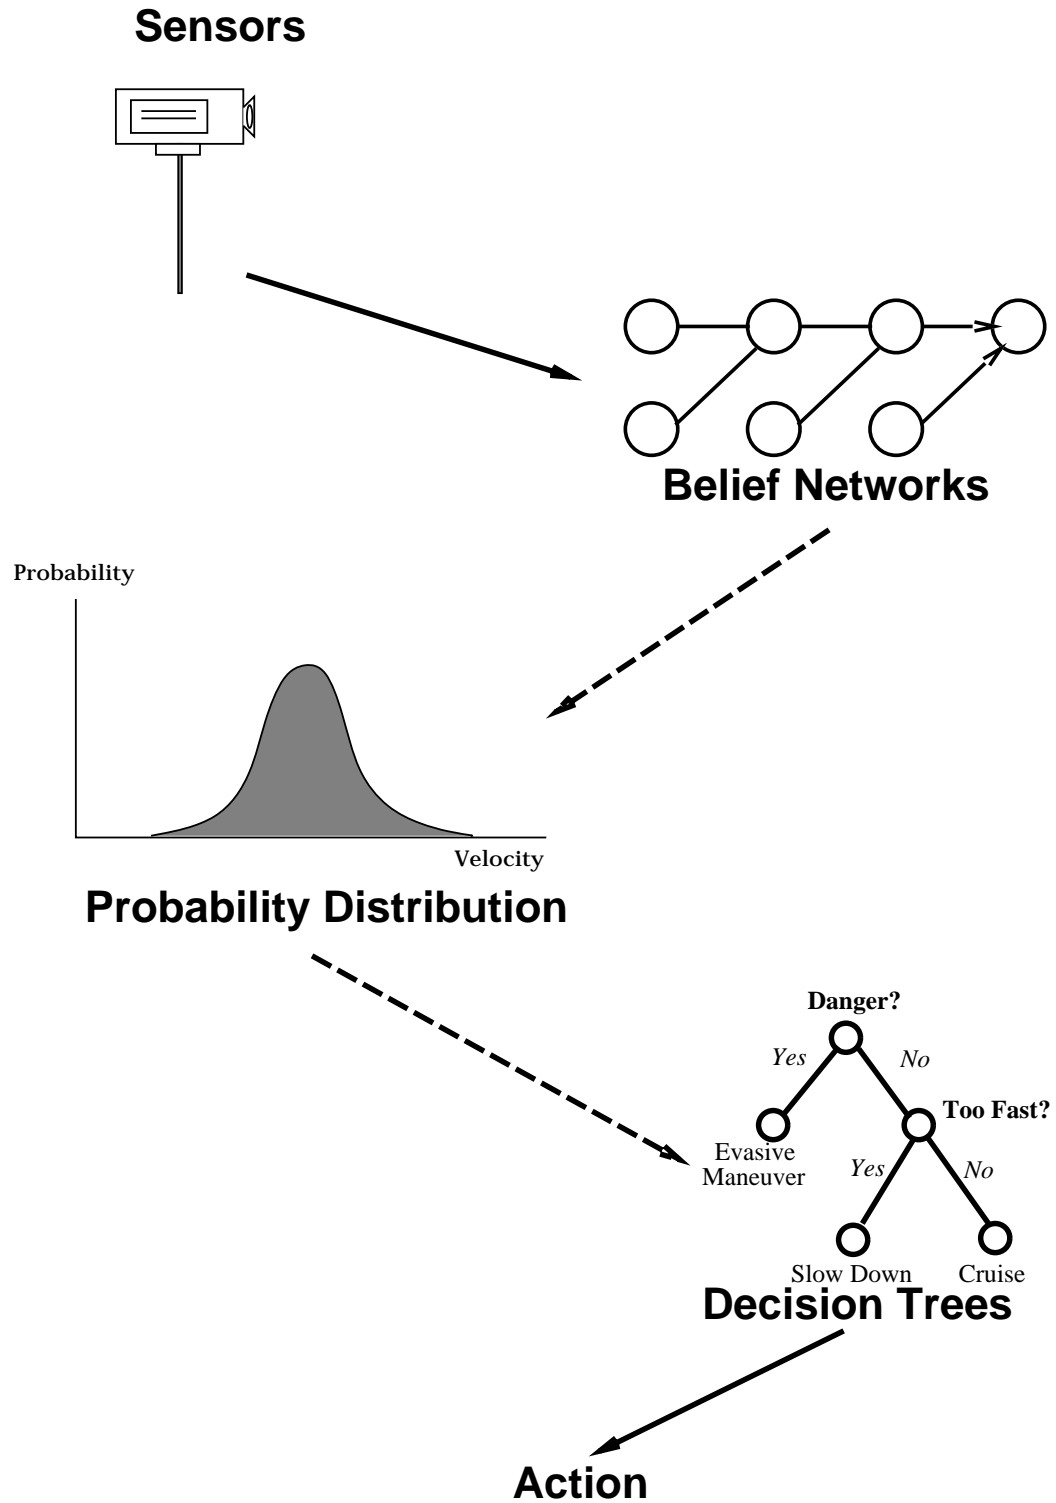 Sensors
Belief Networks
Probability
Velocity
Probability Distribution
Danger?
Yes
No
Too Fast?
Evasive
Maneuver
Yes
No
Slow Down
Cruise
Decision Trees
Action